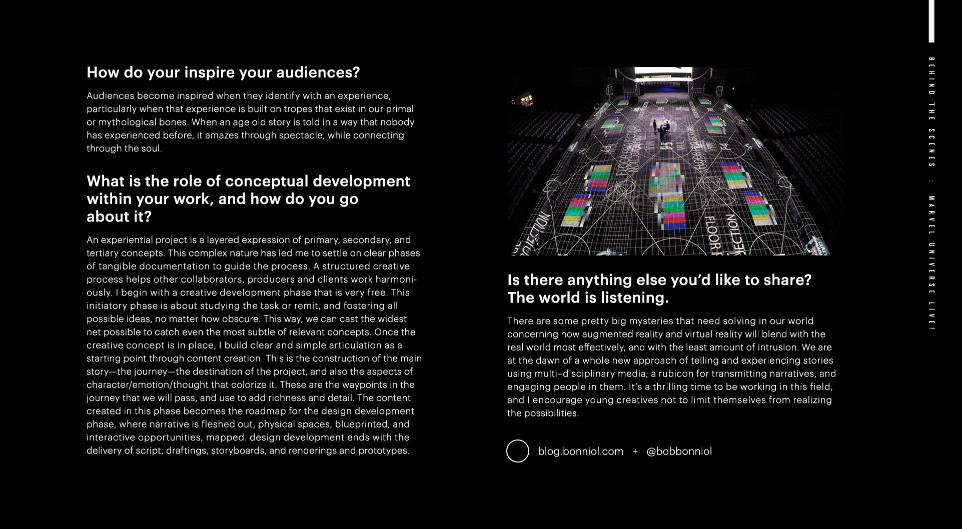 How do your inspire your audiences?
Audiences become inspired when they identify with an experience,
particularly when that experience is built on tropes that exist in our primal
or mythological bones. When an age old story is told in a way that nobody
has experienced before, it amazes through spectacle, while connecting
through the soul.
What is the role of conceptual development
within your work, and how do you go
about it?
An experiential project is a layered expression of primary, secondary, and
tertiary concepts. This complex nature has led me to settle on clear phases
of tangible documentation to guide the process. A structured creative
process helps other collaborators, producers and clients work harmoni-
ously. I begin with a creative development phase that is very free. This
initiatory phase is about studying the task or remit, and fostering all
possible ideas, no matter how obscure. This way, we can cast the widest
net possible to catch even the most subtle of relevant concepts. Once the
creative concept is in place, I build clear and simple articulation as a
starting point through content creation. This is the construction of the main
story—the journey—the destination of the project, and also the aspects of
character/emotion/thought that colorize it. These are the waypoints in the
journey that we will pass, and use to add richness and detail. The content
created in this phase becomes the roadmap for the design development
phase, where narrative is fleshed out, physical spaces, blueprinted; and
interactive opportunities, mapped. design development ends with the
delivery of script, draftings, storyboards, and renderings and prototypes.
FLOOR
JECTION
JECTION
Is there anything else you’d like to share?
The world is listening.
There are some pretty big mysteries that need solving in our world
concerning now augmented reality and virtual reality will blend with the
real world most effectively, and with the least amount of intrusion. We are
at the dawn of a whole new approach of telling and experiencing stories
using multi-d sciplinary media; a rubicon for transmitting narratives, and
engaging people in them. It’s a thrilling time to be working in this field,
and I encourage young creatives not to limit themselves from realizing
the possibilities.
blog.bonniol.com + @bobbonniol
BEHIND THE SCENES : MARVEL UNIVERSE LIVE!